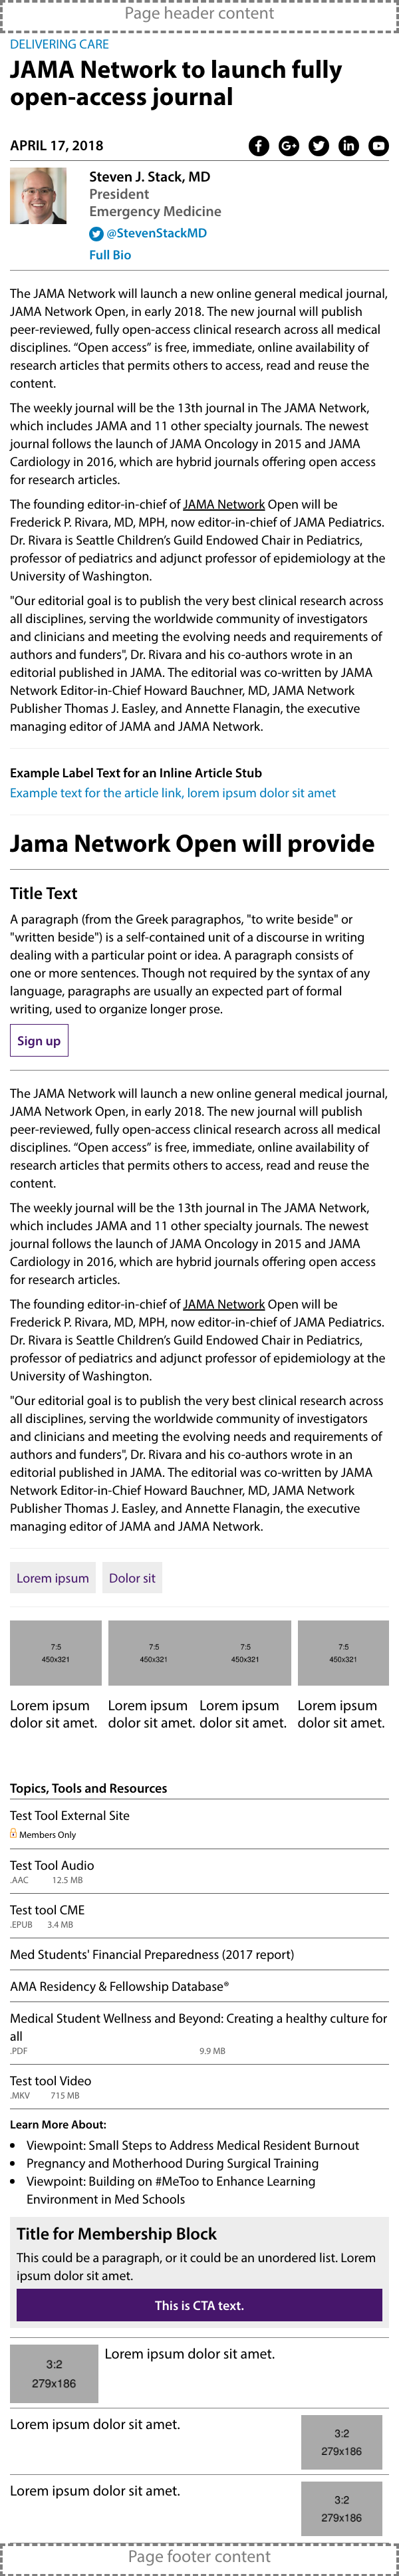 Page header content
DELIVERING CARE
JAMA Network to launch fully
open-access journal
APRIL 17, 2018
Steven J. Stack, MD
President
Emergency Medicine
@StevenStackMD
Full Bio
The JAMA Network will launch a new online general medical journal,
JAMA Network Open, in early 2018. The new journal will publish
peer-reviewed, fully open-access clinical research across all medical
disciplines. “Open access” is free, immediate, online availability of
research articles that permits others to access, read and reuse the
content.
The weekly journal will be the 13th journal in The JAMA Network,
which includes JAMA and 11 other specialty journals. The newest
journal follows the launch of JAMA Oncology in 2015 and JAMA
Cardiology in 2016, which are hybrid journals offering open access
for research articles.
The founding editor-in-chief of JAMA Network Open will be
Frederick P. Rivara, MD, MPH, now editor-in-chief of JAMA Pediatrics.
Dr. Rivara is Seattle Children’s Guild Endowed Chair in Pediatrics,
professor of pediatrics and adjunct professor of epidemiology at the
University of Washington.
"Our editorial goal is to publish the very best clinical research across
all disciplines, serving the worldwide community of investigators
and clinicians and meeting the evolving needs and requirements of
authors and funders", Dr. Rivara and his co-authors wrote in an
editorial published in JAMA. The editorial was co-written by JAMA
Network Editor-in-Chief Howard Bauchner, MD, JAMA Network
Publisher Thomas J. Easley, and Annette Flanagin, the executive
managing editor of JAMA and JAMA Network.
Example Label Text for an Inline Article Stub
Example text for the article link, lorem ipsum dolor sit amet
Jama Network Open will provide
Title Text
A paragraph (from the Greek paragraphos, "to write beside" or
"written beside") is a self-contained unit of a discourse in writing
dealing with a particular point or idea. A paragraph consists of
one or more sentences. Though not required by the syntax of any
language, paragraphs are usually an expected part of formal
writing, used to organize longer prose.
Sign up
The JAMA Network will launch a new online general medical journal,
JAMA Network Open, in early 2018. The new journal will publish
peer-reviewed, fully open-access clinical research across all medical
disciplines. “Open access” is free, immediate, online availability of
research articles that permits others to access, read and reuse the
content.
The weekly journal will be the 13th journal in The JAMA Network,
which includes JAMA and 11 other specialty journals. The newest
journal follows the launch of JAMA Oncology in 2015 and JAMA
Cardiology in 2016, which are hybrid journals offering open access
for research articles.
The founding editor-in-chief of JAMA Network Open will be
Frederick P. Rivara, MD, MPH, now editor-in-chief of JAMA Pediatrics.
Dr. Rivara is Seattle Children’s Guild Endowed Chair in Pediatrics,
professor of pediatrics and adjunct professor of epidemiology at the
University of Washington.
"Our editorial goal is to publish the very best clinical research across
all disciplines, serving the worldwide community of investigators
and clinicians and meeting the evolving needs and requirements of
authors and funders", Dr. Rivara and his co-authors wrote in an
editorial published in JAMA. The editorial was co-written by JAMA
Network Editor-in-Chief Howard Bauchner, MD, JAMA Network
Publisher Thomas J. Easley, and Annette Flanagin, the executive
managing editor of JAMA and JAMA Network.
Lorem ipsum Dolor sit
7:5 7:5 7:5 7:5
450x321 450x321 450x321 450x321
Lorem ipsum Lorem ipsum Lorem ipsum Lorem ipsum
dolor sit amet. dolor sit amet. dolor sit amet. dolor sit amet.
Topics, Tools and Resources
Test Tool External Site
Members Only
Test Tool Audio
.AAC 12.5 MB
Test tool CME
.EPUB 3.4 MB
Med Students' Financial Preparedness (2017 report)
AMA Residency & Fellowship Database®
Medical Student Wellness and Beyond: Creating a healthy culture for
all
.PDF 9.9 MB
Test tool Video
.MKV 715 MB
Learn More About:
• Viewpoint: Small Steps to Address Medical Resident Burnout
• Pregnancy and Motherhood During Surgical Training
• Viewpoint: Building on #MeToo to Enhance Learning
Environment in Med Schools
Title for Membership Block
This could be a paragraph, or it could be an unordered list. Lorem
ipsum dolor sit amet.
This is CTA text.
3:2
279x186
Lorem ipsum dolor sit amet.
Lorem ipsum dolor sit amet.
3:2
279x186
Lorem ipsum dolor sit amet.
3:2
279x186
Page footer content